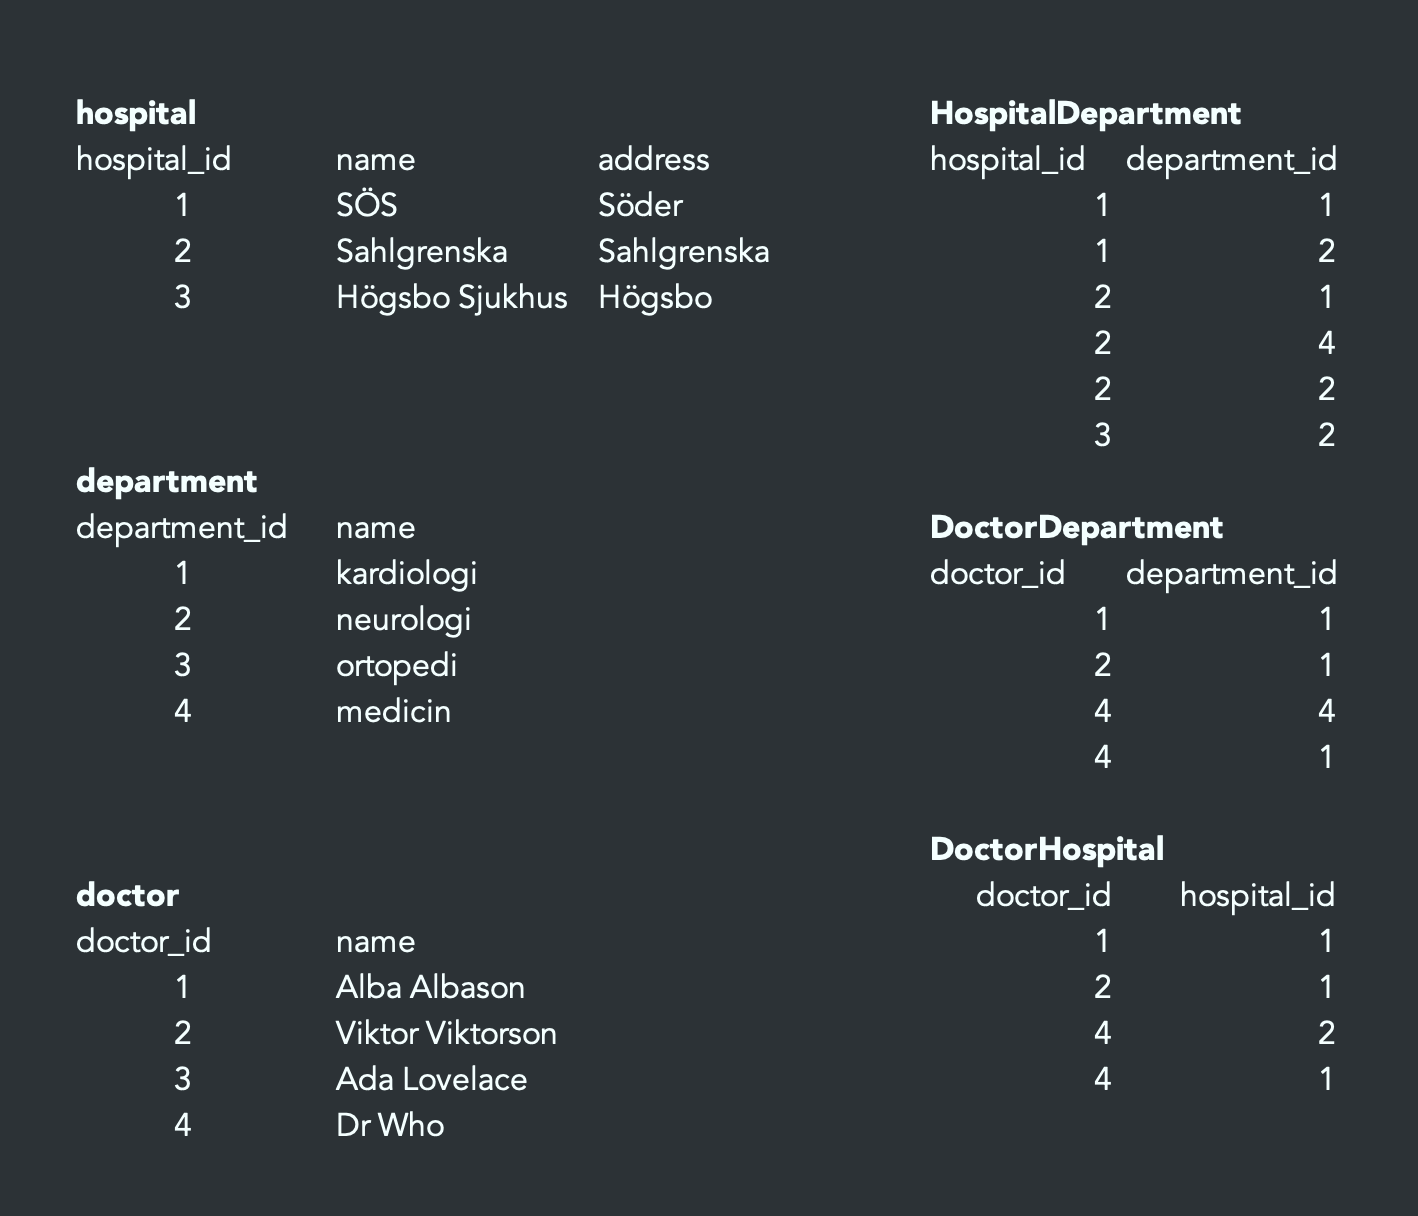 hospital
hospital_id name address
1 SÖS Söder
2 Sahlgrenska Sahlgrenska
3 Högsbo Sjukhus Högsbo
department
department_id name
1 kardiologi
2 neurologi
3 ortopedi
4 medicin
doctor
doctor_id name
1 Alba Albason
2 Viktor Viktorson
3 Ada Lovelace
4 Dr Who
HospitalDepartment
hospital_id department_id
1 1
1 2
2 1
2 4
2 2
3 2
DoctorDepartment
doctor_id department_id
1 1
2 1
4 4
4 1
DoctorHospital
doctor_id hospital_id
1 1
2 1
4 2
4 1